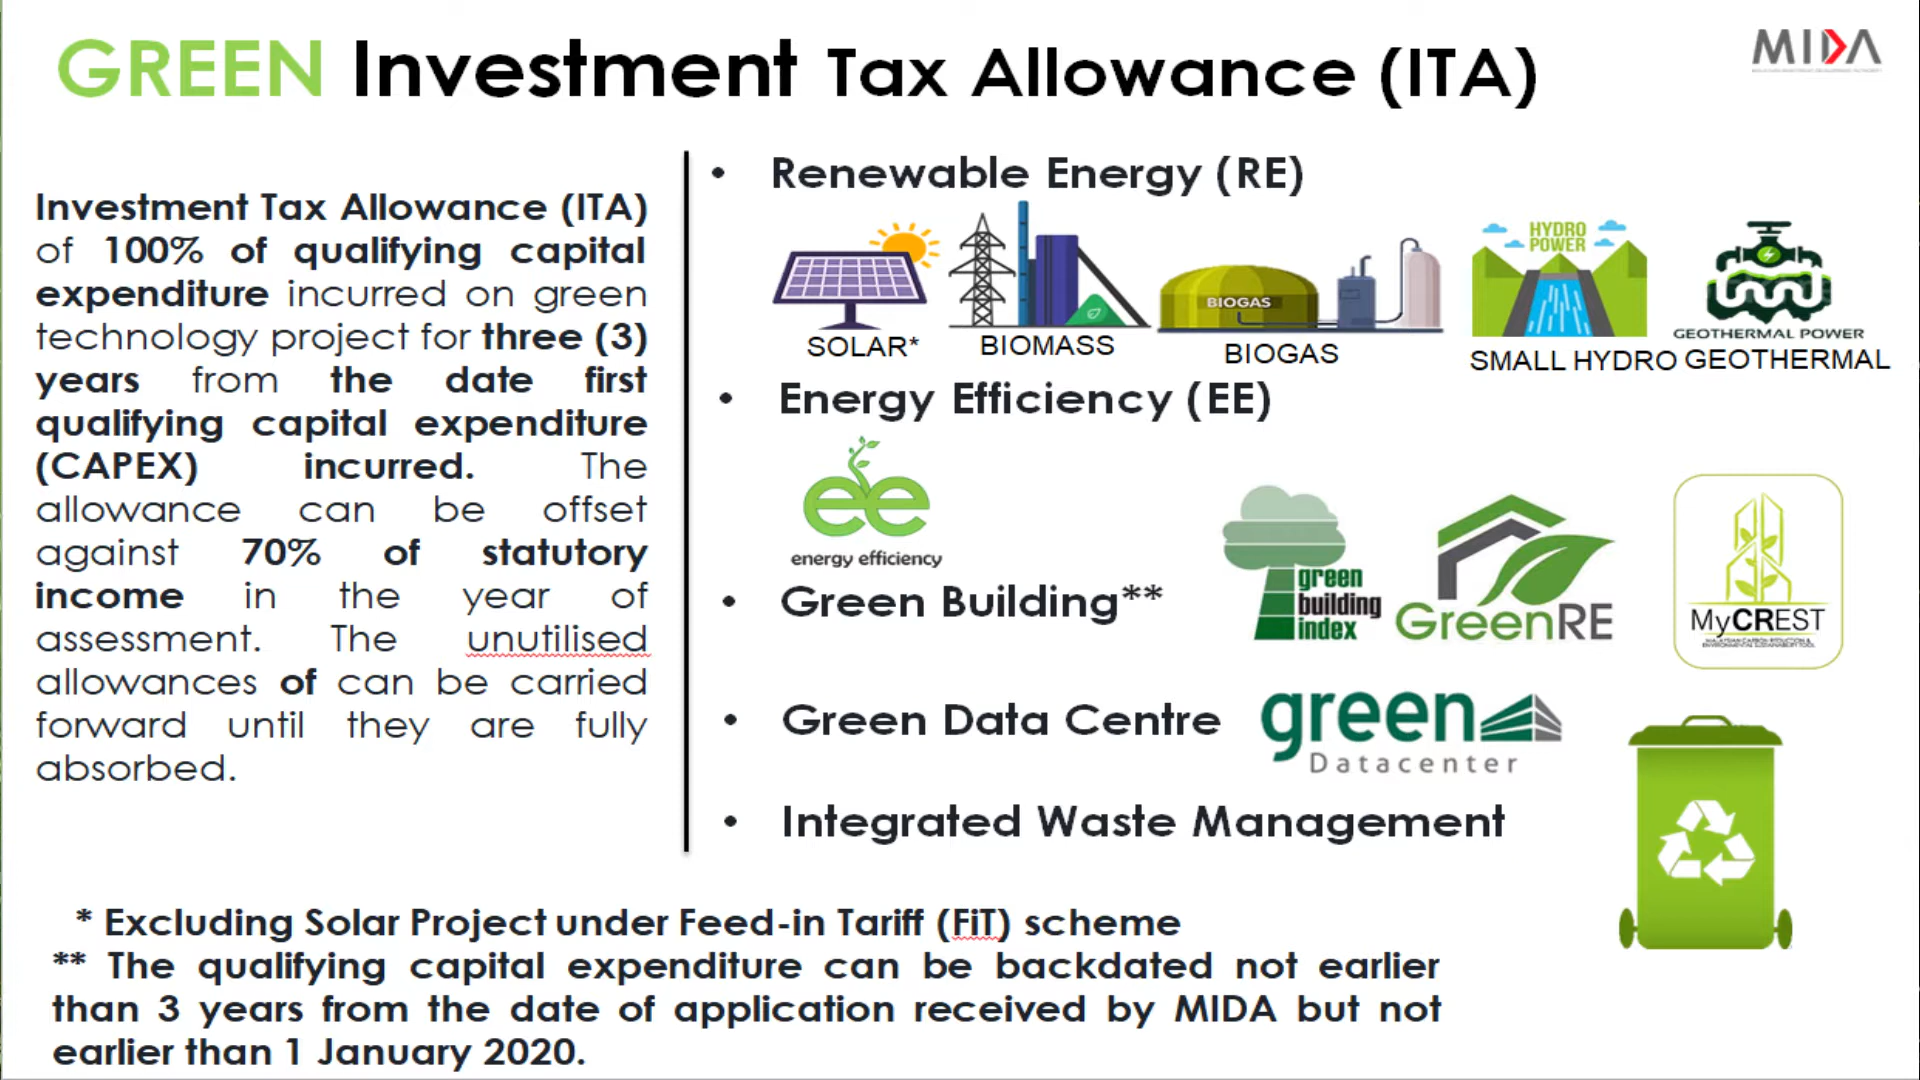 GREEN Investment Tax Allowance (ITA)
MIDA
Investment Tax Allowance (ITA)
of 100% of qualifying capital
expenditure incurred on green
technology project for three (3)
years from the date first
qualifying capital expenditure
(CAPEX) incurred. The
allowance can be offset
against 70% of statutory
income in the year of
assessment. The unutilised
allowances of can be carried
forward until they are fully
absorbed.
• Renewable Energy (RE)
HYDRO
POWER
BIOGAS
GEOTHERMAL POWER
SOLAR*
BIOMASS
BIOGAS
SMALL HYDRO
GEOTHERMAL
• Energy Efficiency (EE)
ee
energy efficiency
• Green Building**
green
building
index
GreenRE
MyCREST
• Green Data Centre
green
Datacenter
• Integrated Waste Management
* Excluding Solar Project under Feed-in Tariff (FiT) scheme
** The qualifying capital expenditure can be backdated not earlier
than 3 years from the date of application received by MIDA but not
earlier than 1 January 2020.